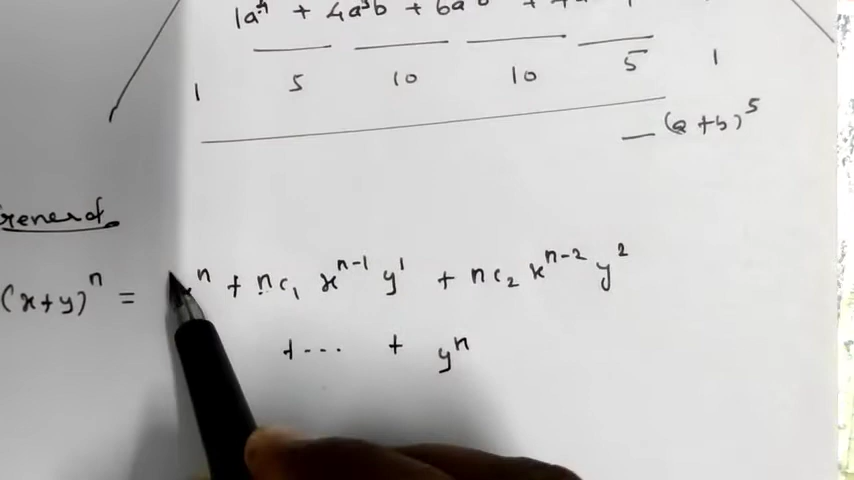 1a⁴ + 4a³b + 6a
1 5 10 10 5 1
(a+b)⁵
General
(x+y)ⁿ = xⁿ + nc₁ xⁿ⁻¹ y¹ + nc₂ xⁿ⁻² y²
+ --- + yⁿ